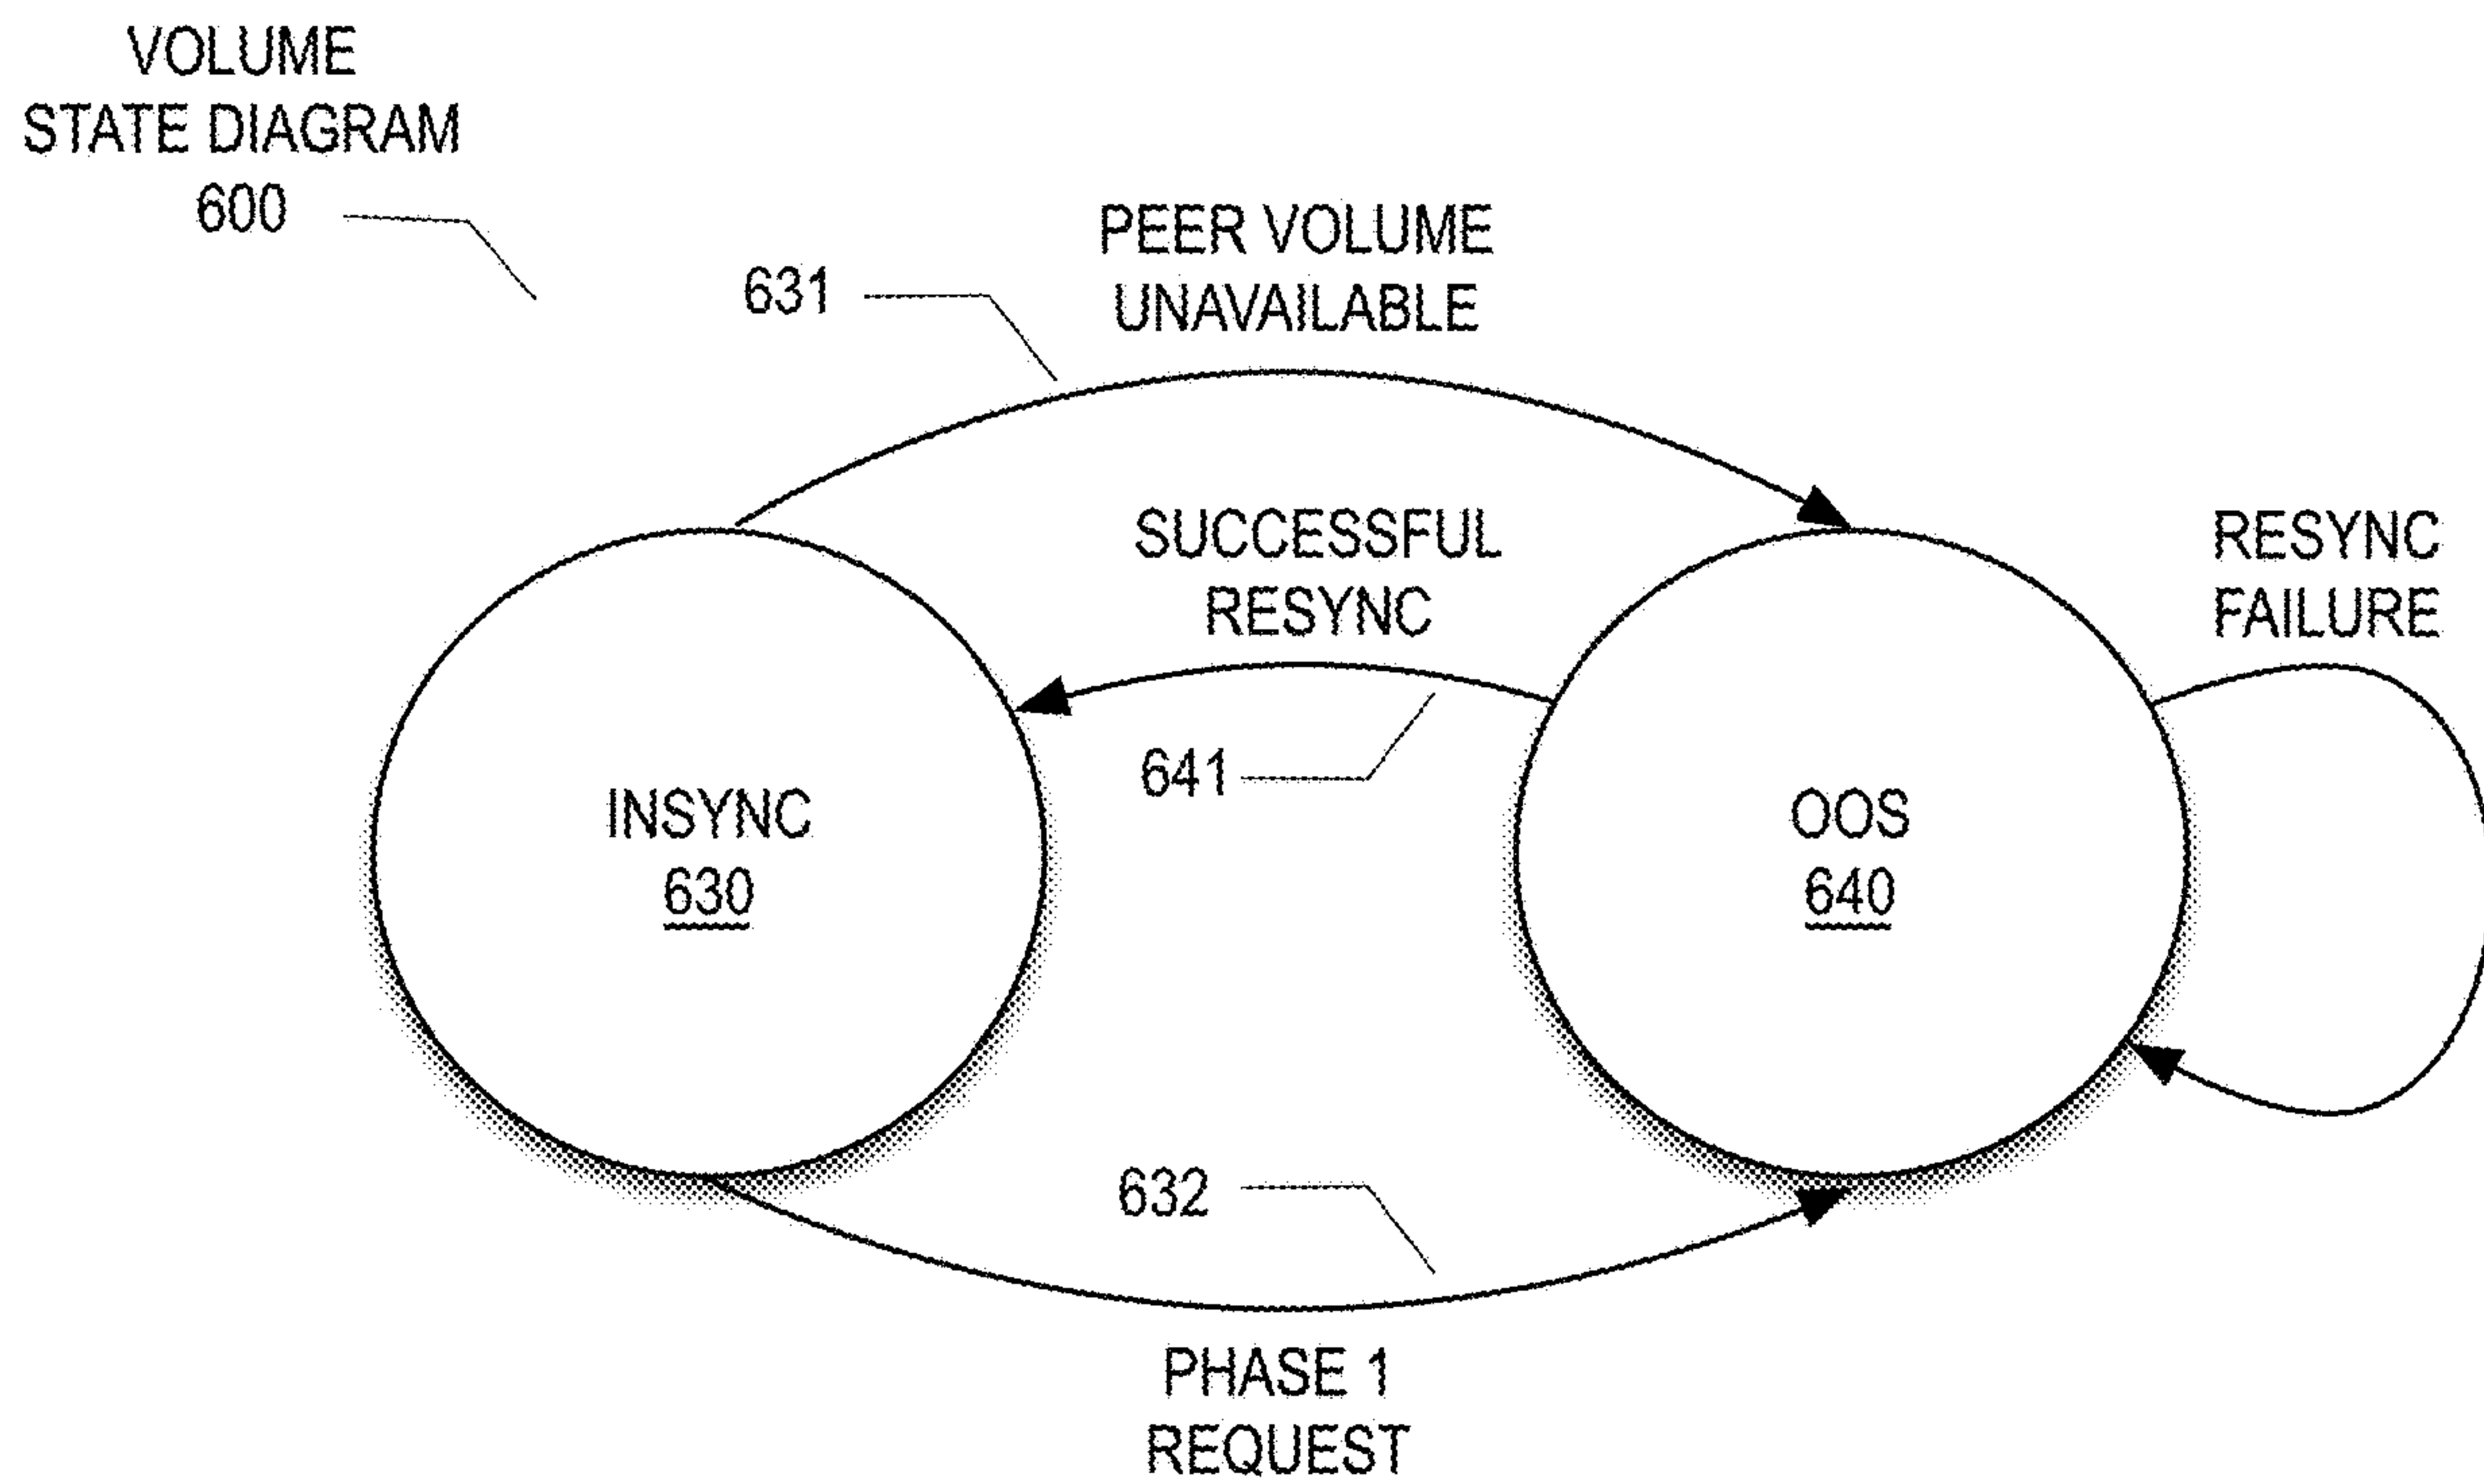 VOLUME
STATE DIAGRAM
600
PEER VOLUME
UNAVAILABLE
631
SUCCESSFUL
RESYNC
RESYNC
FAILURE
641
INSYNC
630
OOS
640
632
PHASE 1
REQUEST